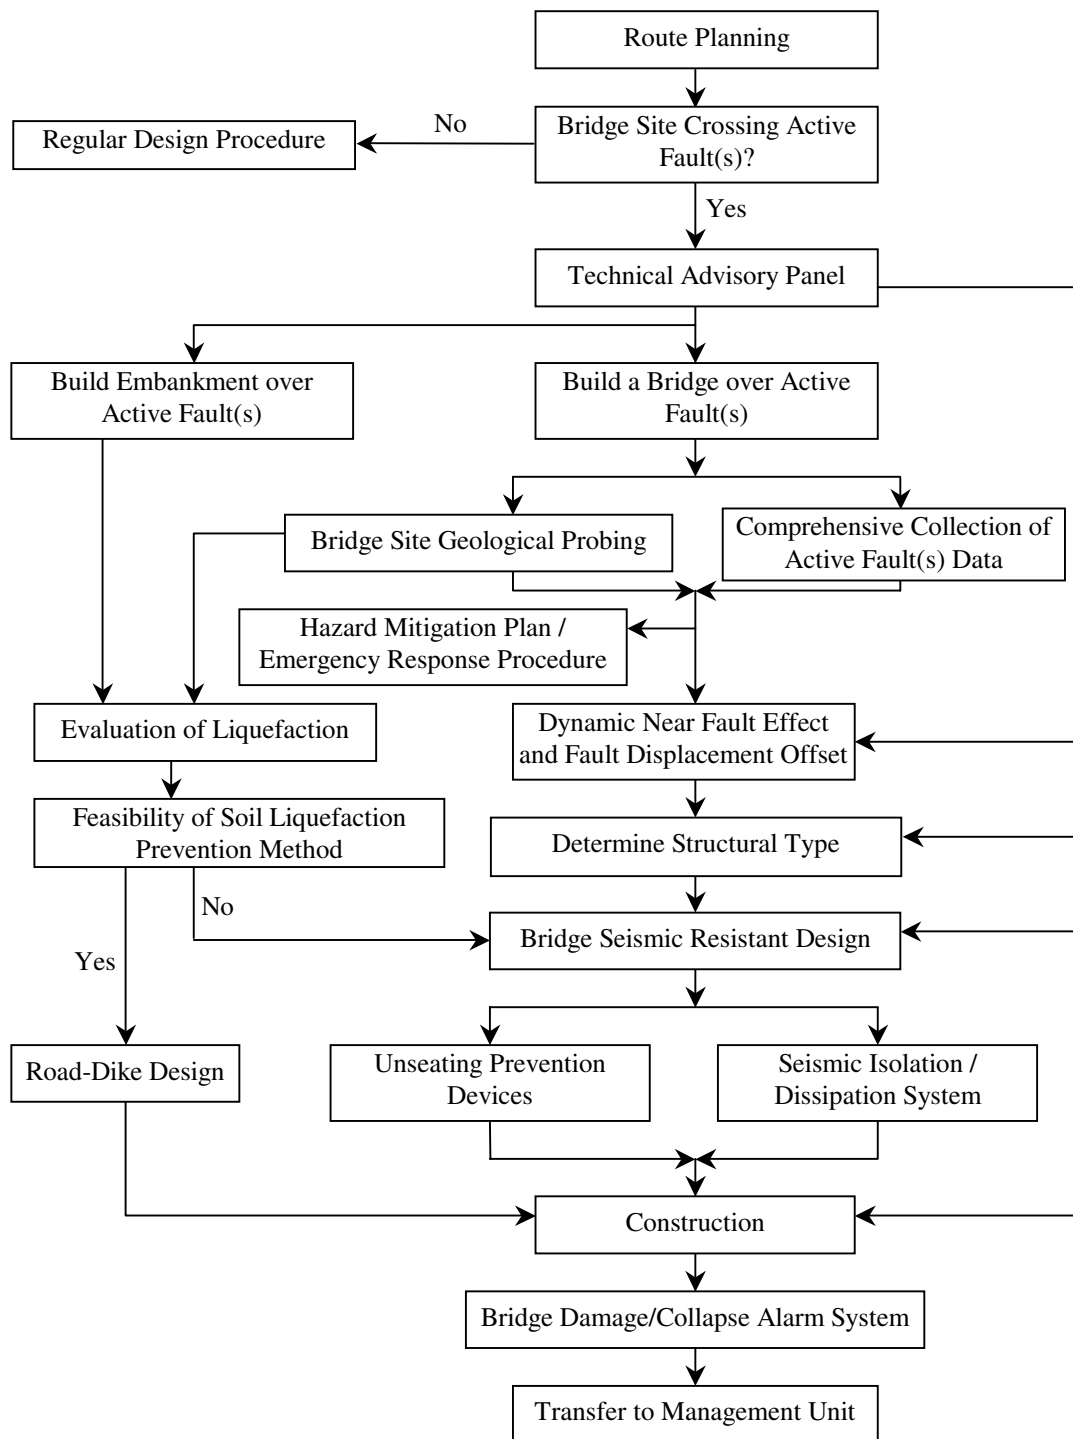 Route Planning
No
Bridge Site Crossing Active
Fault(s)?
Regular Design Procedure
Yes
Technical Advisory Panel
Build Embankment over
Active Fault(s)
Build a Bridge over Active
Fault(s)
Bridge Site Geological Probing
Comprehensive Collection of
Active Fault(s) Data
Hazard Mitigation Plan /
Emergency Response Procedure
Evaluation of Liquefaction
Dynamic Near Fault Effect
and Fault Displacement Offset
Feasibility of Soil Liquefaction
Prevention Method
Determine Structural Type
No
Bridge Seismic Resistant Design
Yes
Road-Dike Design
Unseating Prevention
Devices
Seismic Isolation /
Dissipation System
Construction
Bridge Damage/Collapse Alarm System
Transfer to Management Unit